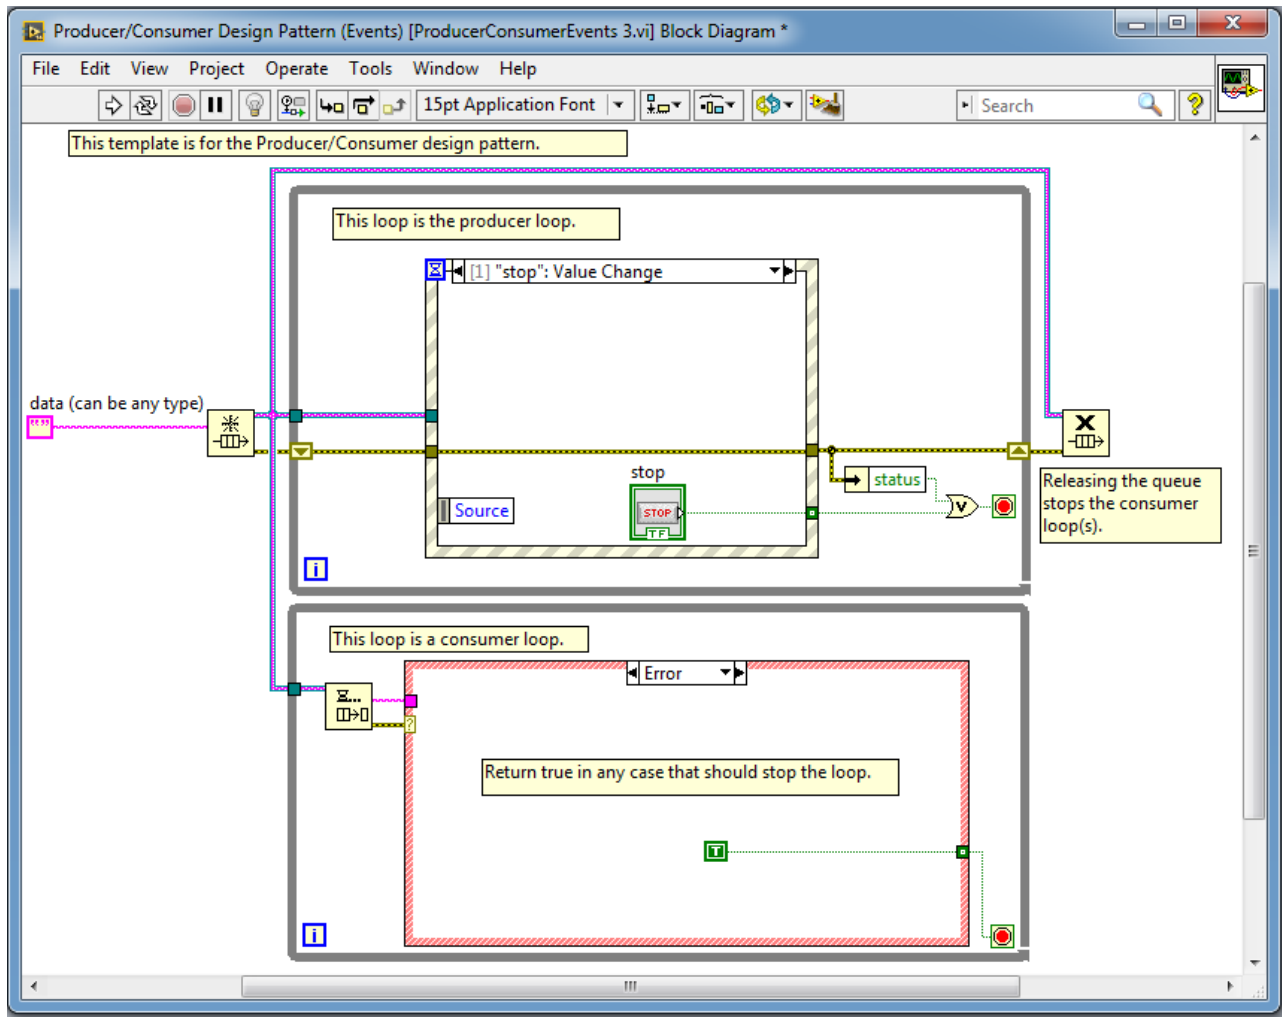 Producer/Consumer Design Pattern (Events) [ProducerConsumerEvents 3.vi] Block Diagram *
File Edit View Project Operate Tools Window Help
15pt Application Font
Search
This template is for the Producer/Consumer design pattern.
This loop is the producer loop.
[1] "stop": Value Change
data (can be any type)
stop
status
Source
STOP
TF
Releasing the queue
stops the consumer
loop(s).
i
This loop is a consumer loop.
Error
?
Return true in any case that should stop the loop.
T
i